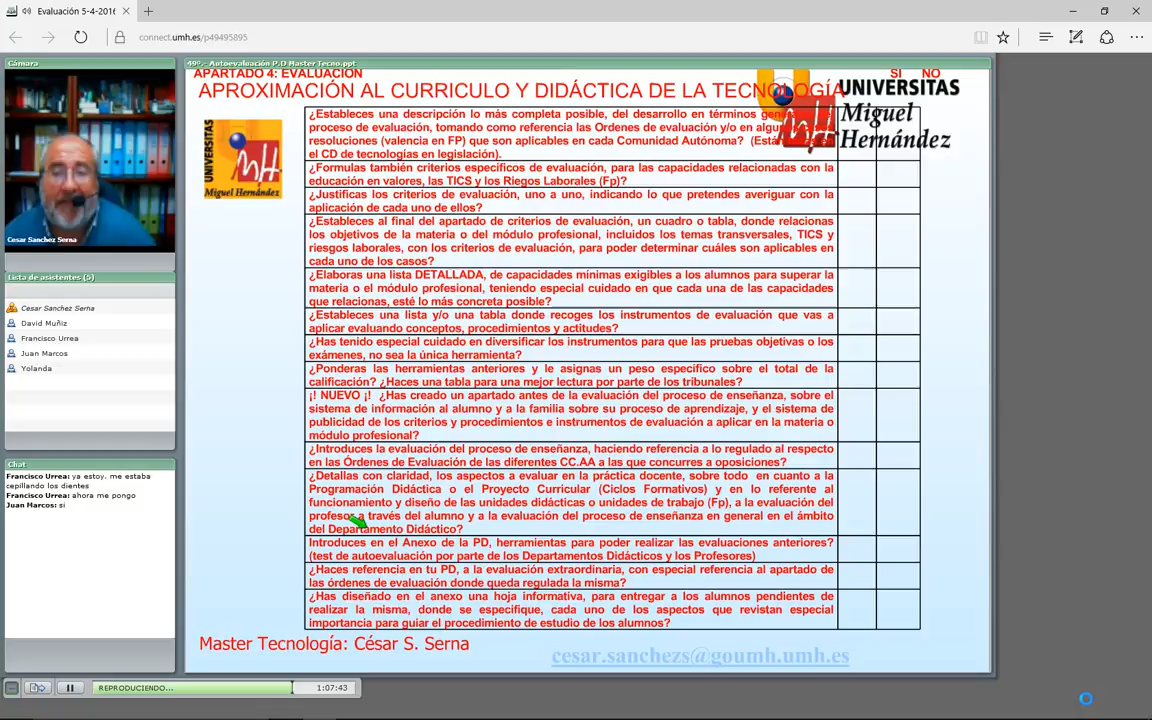 Evaluación 5-4-2016
connect.umh.es/p49495895
Cámara
Cesar Sanchez Serna
Lista de asistentes (5)
Cesar Sanchez Serna
David Muñiz
Francisco Urrea
Juan Marcos
Yolanda
Chat
Francisco Urrea: ya estoy. me estaba
cepillando los dientes
Francisco Urrea: ahora me pongo
Juan Marcos: si
49º.- Autoevaluación P.D Master Tecno.ppt
APARTADO 4: EVALUACIÓN
SI NO
APROXIMACIÓN AL CURRICULO Y DIDÁCTICA DE LA TECNOLOGÍA
UNIVERSITAS
Miguel
Hernández
UNIVERSITAS
Miguel Hernández
¿Estableces una descripción lo más completa posible, del desarrollo en términos
proceso de evaluación, tomando como referencia las Ordenes de evaluación y/o en
resoluciones (valencia en FP) que son aplicables en cada Comunidad Autónoma?
el CD de tecnologías en legislación).
¿Formulas también criterios específicos de evaluación, para las capacidades relacionadas con la
educación en valores, las TICS y los Riegos Laborales (Fp)?
¿Justificas los criterios de evaluación, uno a uno, indicando lo que pretendes averiguar con la
aplicación de cada uno de ellos?
¿Estableces al final del apartado de criterios de evaluación, un cuadro o tabla, donde relacionas
los objetivos de la materia o del módulo profesional, incluidos los temas transversales, TICS y
riesgos laborales, con los criterios de evaluación, para poder determinar cuáles son aplicables en
cada uno de los casos?
¿Elaboras una lista DETALLADA, de capacidades mínimas exigibles a los alumnos para superar la
materia o el módulo profesional, teniendo especial cuidado en que cada una de las capacidades
que relacionas, esté lo más concreta posible?
¿Estableces una lista y/o una tabla donde recoges los instrumentos de evaluación que vas a
aplicar evaluando conceptos, procedimientos y actitudes?
¿Has tenido especial cuidado en diversificar los instrumentos para que las pruebas objetivas o los
exámenes, no sea la única herramienta?
¿Ponderas las herramientas anteriores y le asignas un peso especifico sobre el total de la
calificación? ¿Haces una tabla para una mejor lectura por parte de los tribunales?
¡! NUEVO ¡! ¿Has creado un apartado antes de la evaluación del proceso de enseñanza, sobre el
sistema de información al alumno y a la familia sobre su proceso de aprendizaje, y el sistema de
publicidad de los criterios y procedimientos e instrumentos de evaluación a aplicar en la materia o
módulo profesional?
¿Introduces la evaluación del proceso de enseñanza, haciendo referencia a lo regulado al respecto
en las Órdenes de Evaluación de las diferentes CC.AA a las que concurres a oposiciones?
¿Detallas con claridad, los aspectos a evaluar en la práctica docente, sobre todo en cuanto a la
Programación Didáctica o el Proyecto Curricular (Ciclos Formativos) y en lo referente al
funcionamiento y diseño de las unidades didácticas o unidades de trabajo (Fp), a la evaluación del
profesor a través del alumno y a la evaluación del proceso de enseñanza en general en el ámbito
del Departamento Didáctico?
Introduces en el Anexo de la PD, herramientas para poder realizar las evaluaciones anteriores?
(test de autoevaluación por parte de los Departamentos Didácticos y los Profesores)
¿Haces referencia en tu PD, a la evaluación extraordinaria, con especial referencia al apartado de
las órdenes de evaluación donde queda regulada la misma?
¿Has diseñado en el anexo una hoja informativa, para entregar a los alumnos pendientes de
realizar la misma, donde se especifique, cada uno de los aspectos que revistan especial
importancia para guiar el procedimiento de estudio de los alumnos?
Master Tecnología: César S. Serna
cesar.sanchezs@goumh.umh.es
REPRODUCIENDO...
1:07:43